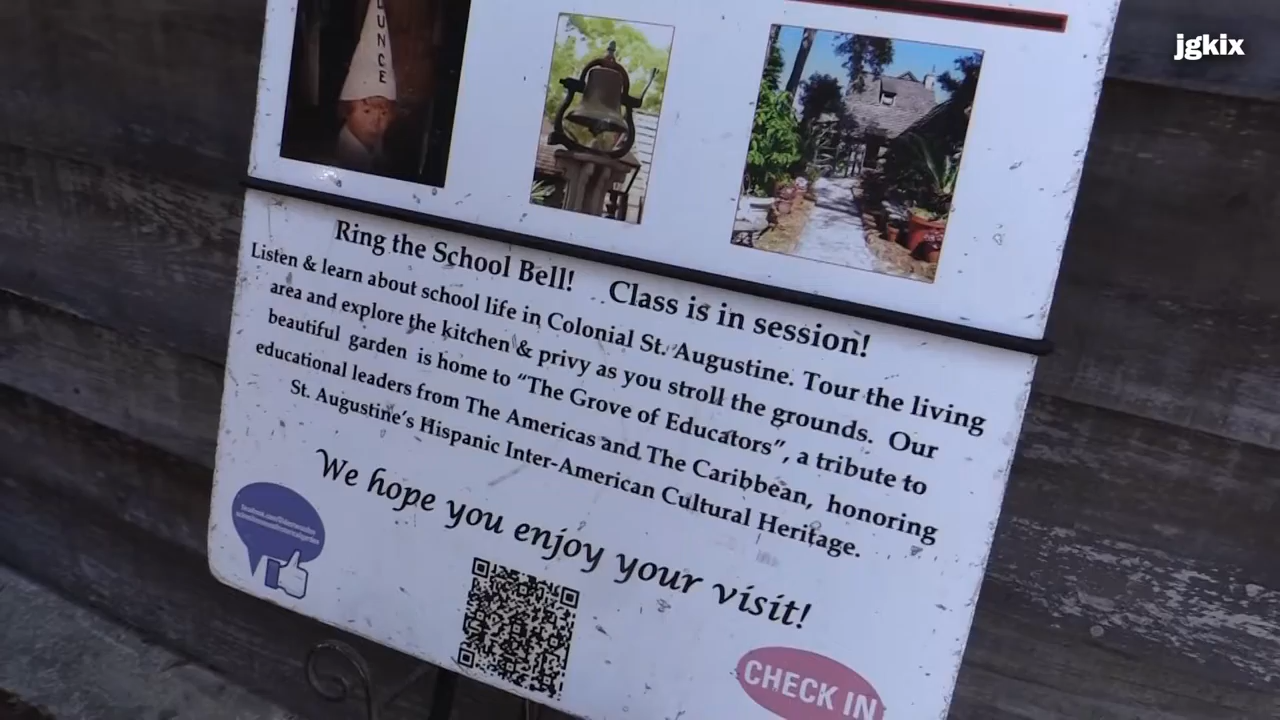 jgkix
DUNCE
Ring the School Bell! Class is in session!
Listen & learn about school life in Colonial St. Augustine. Tour the living
area and explore the kitchen & privy as you stroll the grounds. Our
beautiful garden is home to “The Grove of Educators”, a tribute to
educational leaders from The Americas and The Caribbean, honoring
St. Augustine’s Hispanic Inter-American Cultural Heritage.
We hope you enjoy your visit!
CHECK IN